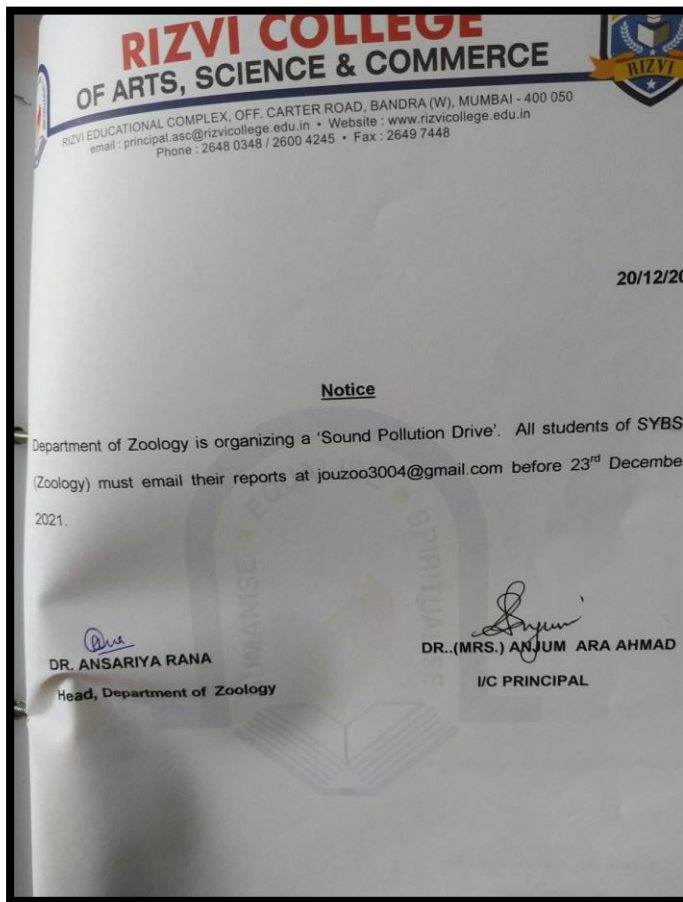 RIZVI COLLEGE
OF ARTS, SCIENCE & COMMERCE
RIZVI
RIZVI EDUCATIONAL COMPLEX, OFF. CARTER ROAD, BANDRA (W), MUMBAI - 400 050
email : principal.asc@rizvicollege.edu.in • Website : www.rizvicollege.edu.in
Phone : 2648 0348 / 2600 4245 • Fax : 2649 7448
20/12/20
Notice
Department of Zoology is organizing a 'Sound Pollution Drive'. All students of SYBS
(Zoology) must email their reports at jouzoo3004@gmail.com before 23rd Decembe
2021.
HUMANISE EQUALISE SPIRITUALISE
DR. ANSARIYA RANA
Head, Department of Zoology
DR..(MRS.) ANJUM ARA AHMAD
I/C PRINCIPAL